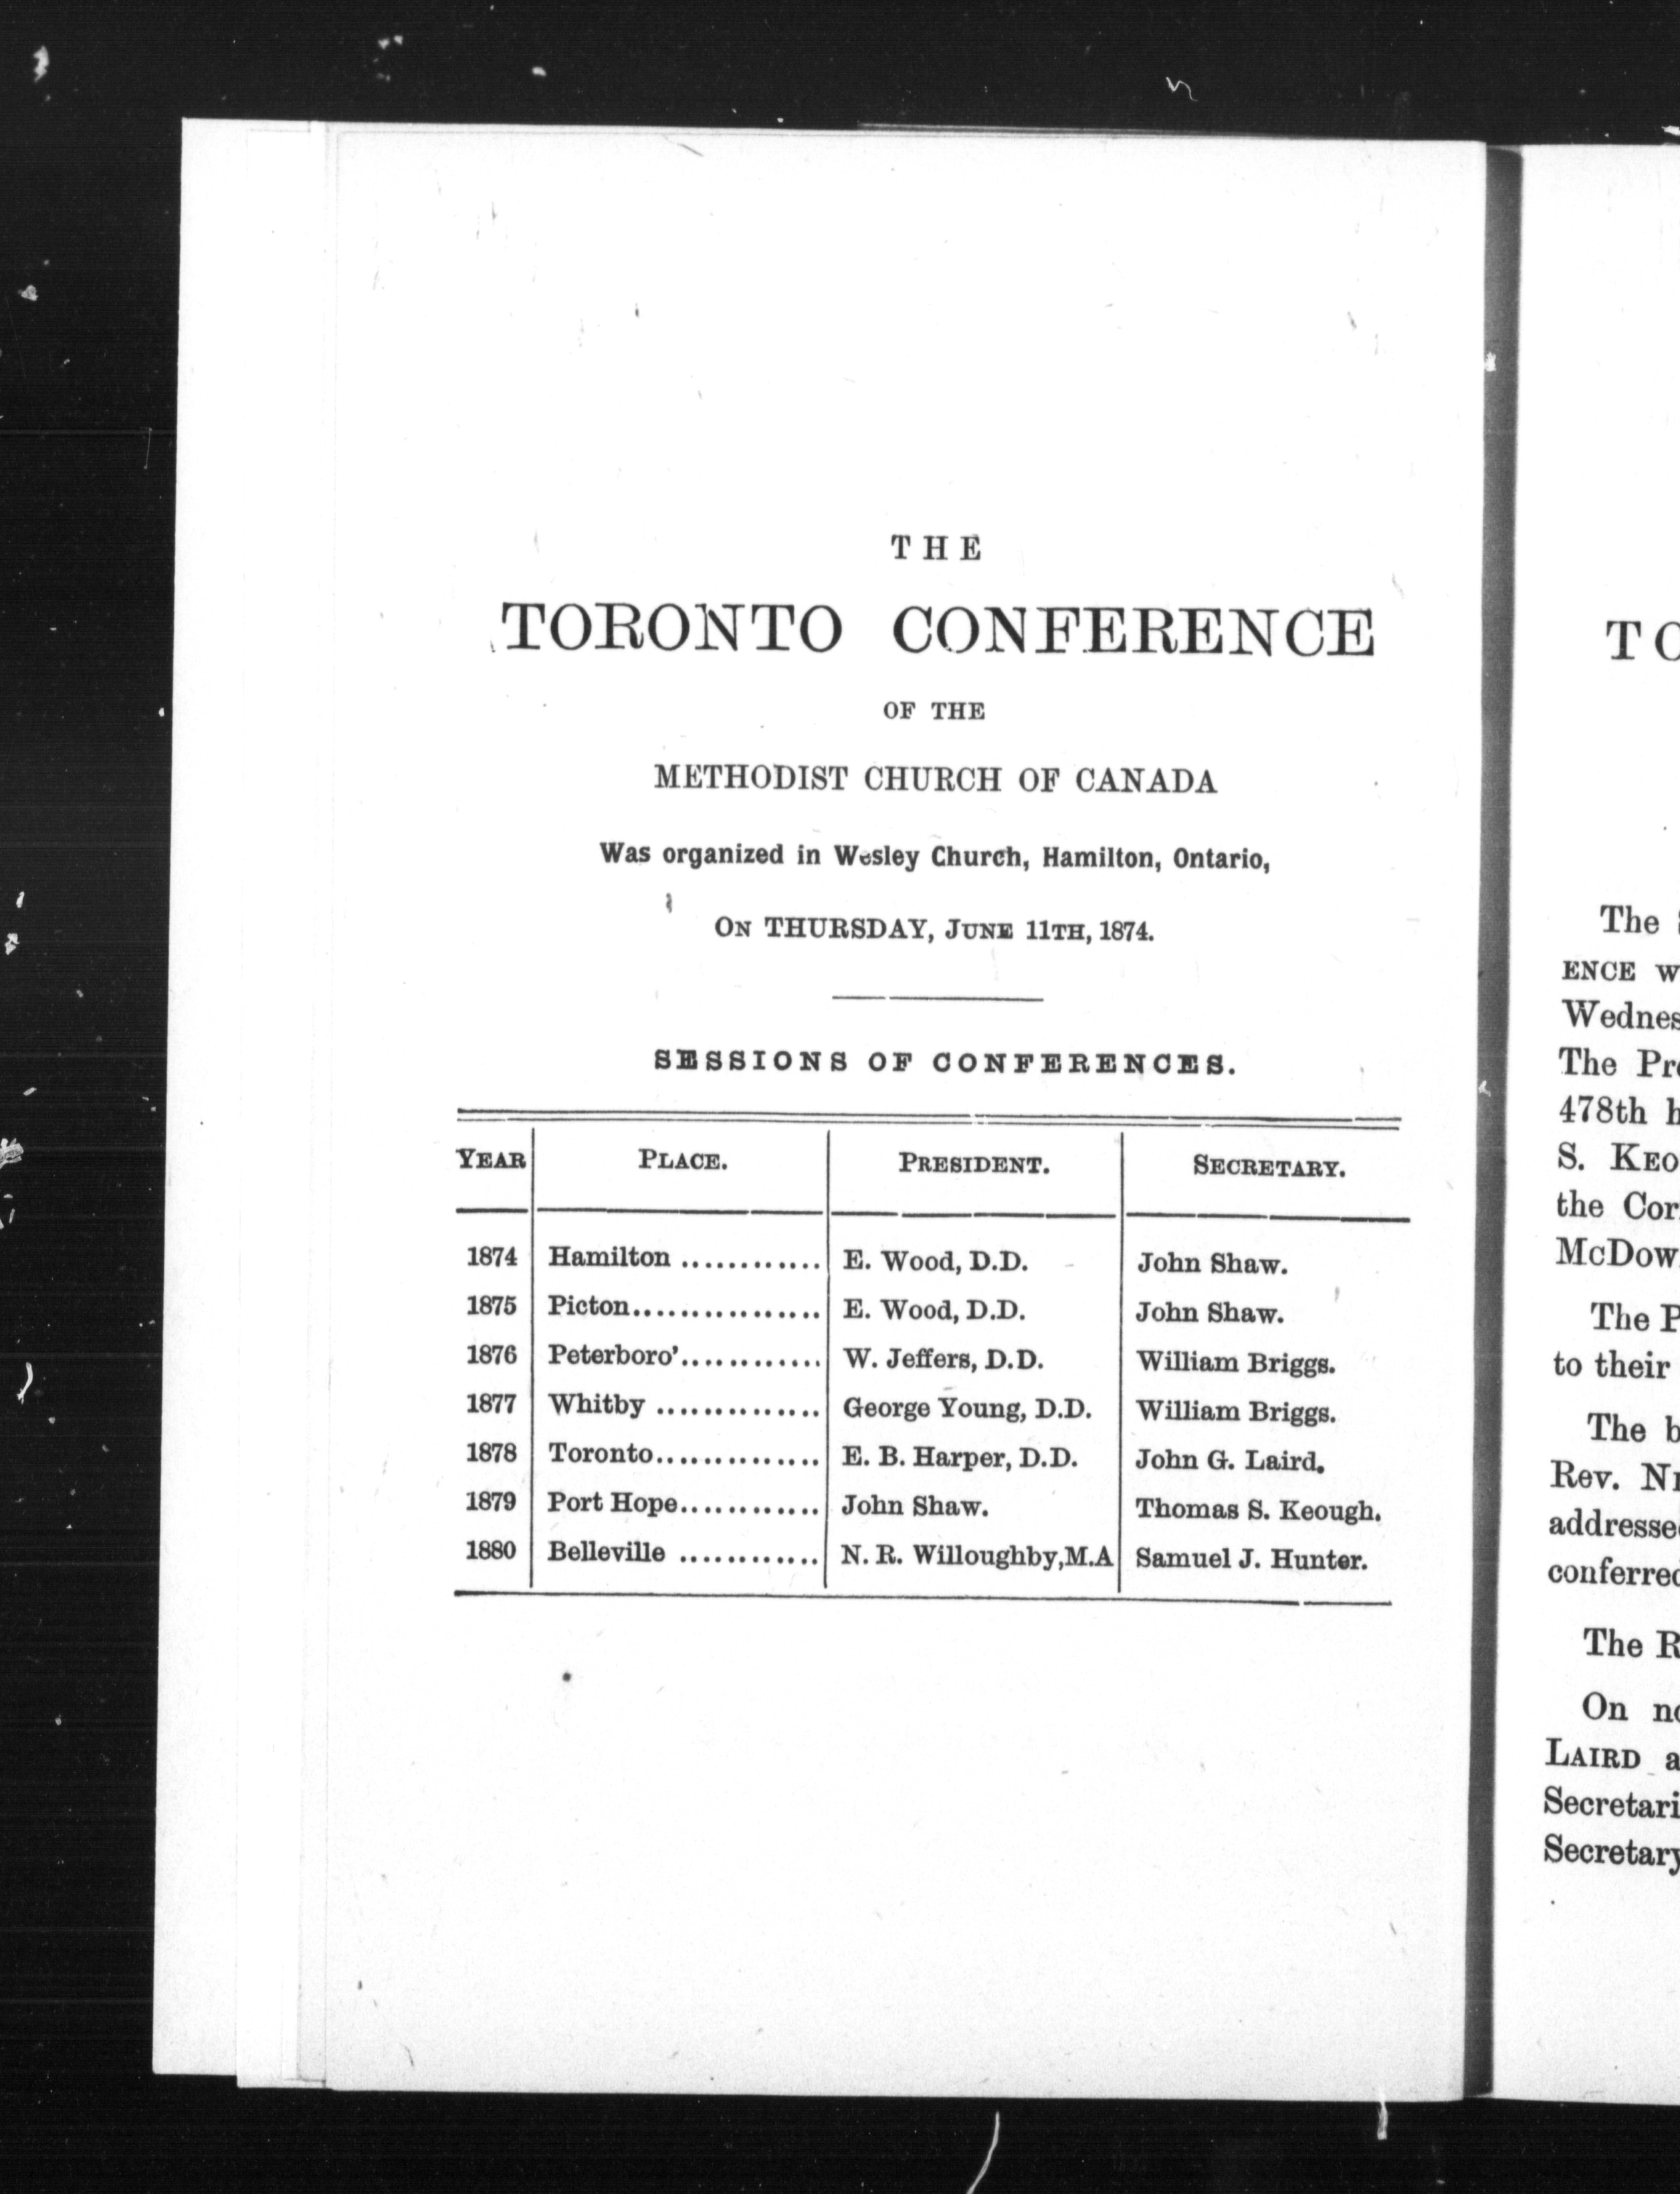 THE
TORONTO CONFERENCE
OF THE
METHODIST CHURCH OF CANADA
Was organized in Wesley Church, Hamilton, Ontario,
ON THURSDAY, JUNE 11TH, 1874.
SESSIONS OF CONFERENCES.
YEAR PLACE. PRESIDENT. SECRETARY.
1874 Hamilton ............ E. Wood, D.D. John Shaw.
1875 Picton................ E. Wood, D.D. John Shaw.
1876 Peterboro'............ W. Jeffers, D.D. William Briggs.
1877 Whitby .............. George Young, D.D. William Briggs.
1878 Toronto.............. E. B. Harper, D.D. John G. Laird.
1879 Port Hope............ John Shaw. Thomas S. Keough.
1880 Belleville ............ N. R. Willoughby,M.A Samuel J. Hunter.
TO
The
ENCE
Wednes
The Pr
478th
S. KEO
the Cor
McDOW
The P
to their
The b
Rev.
addresse
conferre
The R
On
LAIRD a
Secretari
Secretary